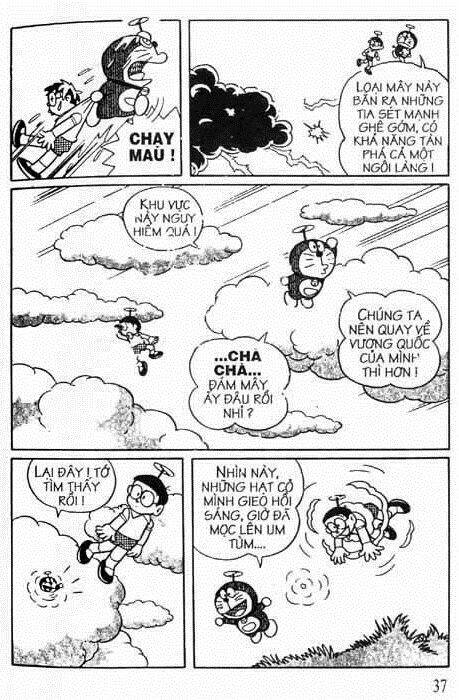 CHẠY
MAÙ !
LOẠI MÂY NÀY
BẮN RA NHỮNG
TIA SÉT MẠNH
GHÊ GỚM, CÓ
KHẢ NĂNG TÀN
PHÁ CẢ MỘT
NGÔI LÀNG !
KHU VỰC
NÀY NGUY
HIỂM QUÁ !
...CHÀ
CHÀ...
ĐÁM MÂY
ẤY ĐÂU RỒI
NHỈ ?
CHÚNG TA
NÊN QUAY VỀ
VƯƠNG QUỐC
CỦA MÌNH
THÌ HƠN !
LẠI ĐÂY ! TỚ
TÌM THẤY
RỒI !
NHÌN NÀY,
NHỮNG HẠT CỎ
MÌNH GIEO HỒI
SÁNG, GIỜ ĐÃ
MỌC LÊN UM
TÙM....
37